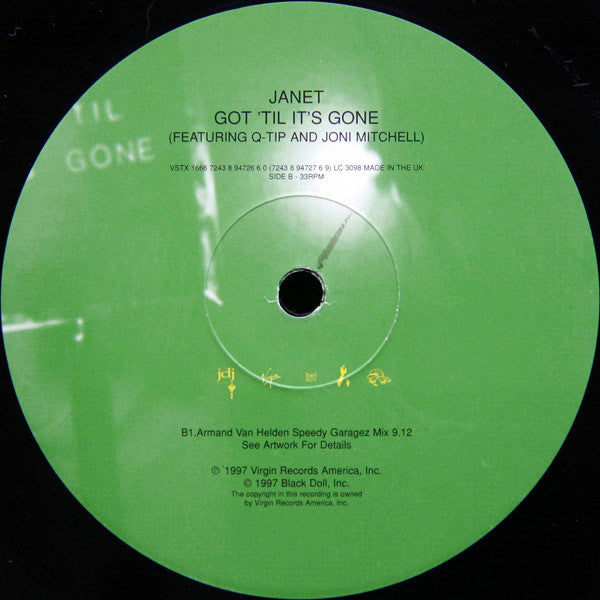 JANET
GOT 'TIL IT'S GONE
(FEATURING Q-TIP AND JONI MITCHELL)
TIL
GONE
VSTX 1666 7243 8 94726 6 0 (7243 8 94727 6 9) LC 3098 MADE IN THE UK
SIDE B - 33RPM
jdj Virgin
B1.Armand Van Helden Speedy Garagez Mix 9.12
See Artwork For Details
℗ 1997 Virgin Records America, Inc.
© 1997 Black Doll, Inc.
The copyright in this recording is owned
by Virgin Records America, Inc.